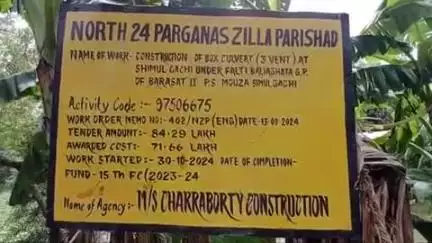 NORTH 24 PARGANAS ZILLA PARISHAD
NAME OF WORK- CONSTRUCTION OF BOX CULVERT (3 VENT) AT
SHIMUL GACHI UNDER FALTI BALIAGHATA G.P.
OF BARASAT II P.S. MOUZA SIMULGACHI
Activity Code :- 97506675
WORK ORDER MEMO NO:- 402/NZP(ENG) DATE-13-09 2024
TENDER AMOUNT:- 84.29 LAKH
AWARDED COST:- 71.66 LAKH
WORK STARTED:- 30-10-2024 DATE OF COMPLETION-
FUND - 15 TH F.C(2023-24
Name of Agency:- M/S CHAKRABORTY CONSTRUCTION